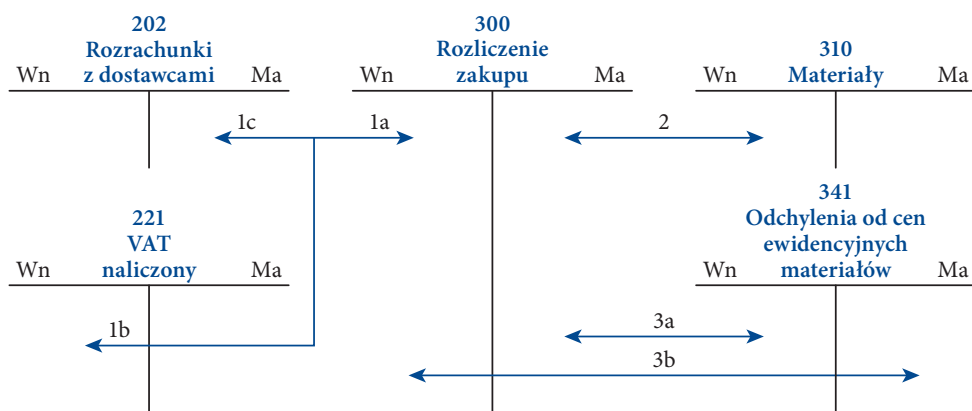 202
Rozrachunki
z dostawcami
Wn
Ma
300
Rozliczenie
zakupu
Wn
Ma
310
Materiały
Wn
Ma
1c
1a
2
221
VAT
naliczony
Wn
Ma
341
Odchylenia od cen
ewidencyjnych
materiałów
Wn
Ma
1b
3a
3b